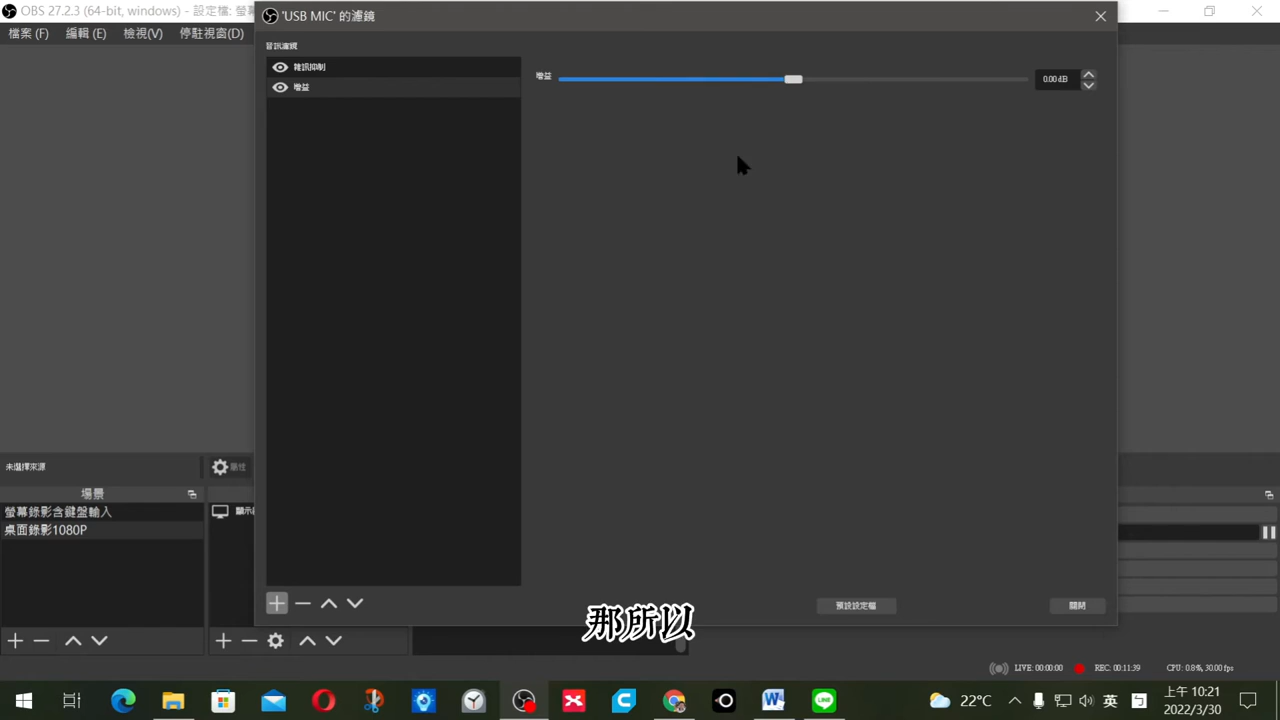 OBS 27.2.3 (64-bit, windows) - 設定檔: 螢
檔案 (F) 編輯 (E) 檢視(V) 停駐視窗(D)
'USB MIC' 的濾鏡
音訊濾鏡
雜訊抑制
增益
增益
0.00 dB
未選擇來源
屬性
場景
螢幕錄影含鍵盤輸入
桌面錄影1080P
預設設定檔
關閉
那所以
LIVE: 00:00:00
REC: 00:11:39
CPU: 0.8%, 30.00 fps
22°C
英
上午 10:21
2022/3/30